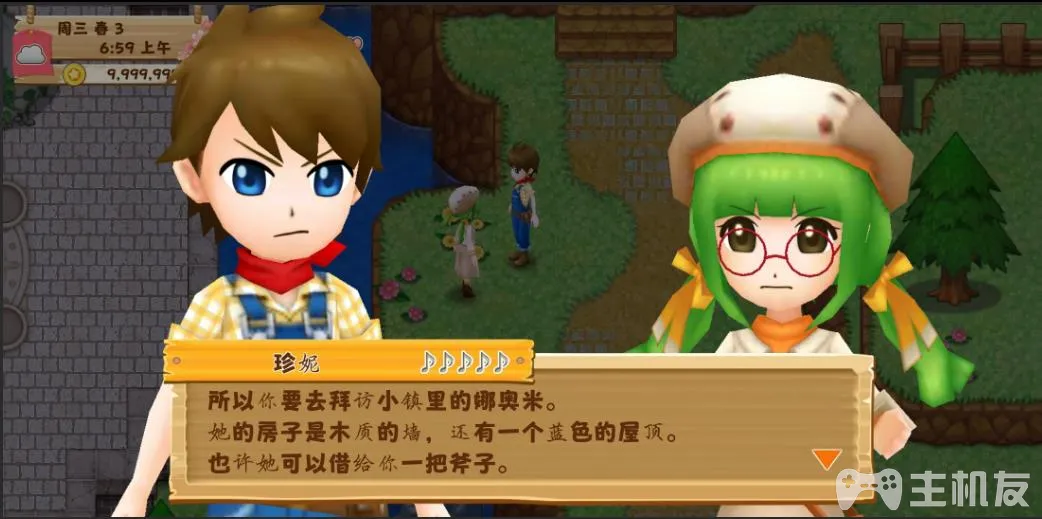 周三 春 3
6:59 上午
9,999,99
珍妮
所以你要去拜访小镇里的娜奥米。
她的房子是木质的墙，还有一个蓝色的屋顶。
也许她可以借给你一把斧子。
主机友